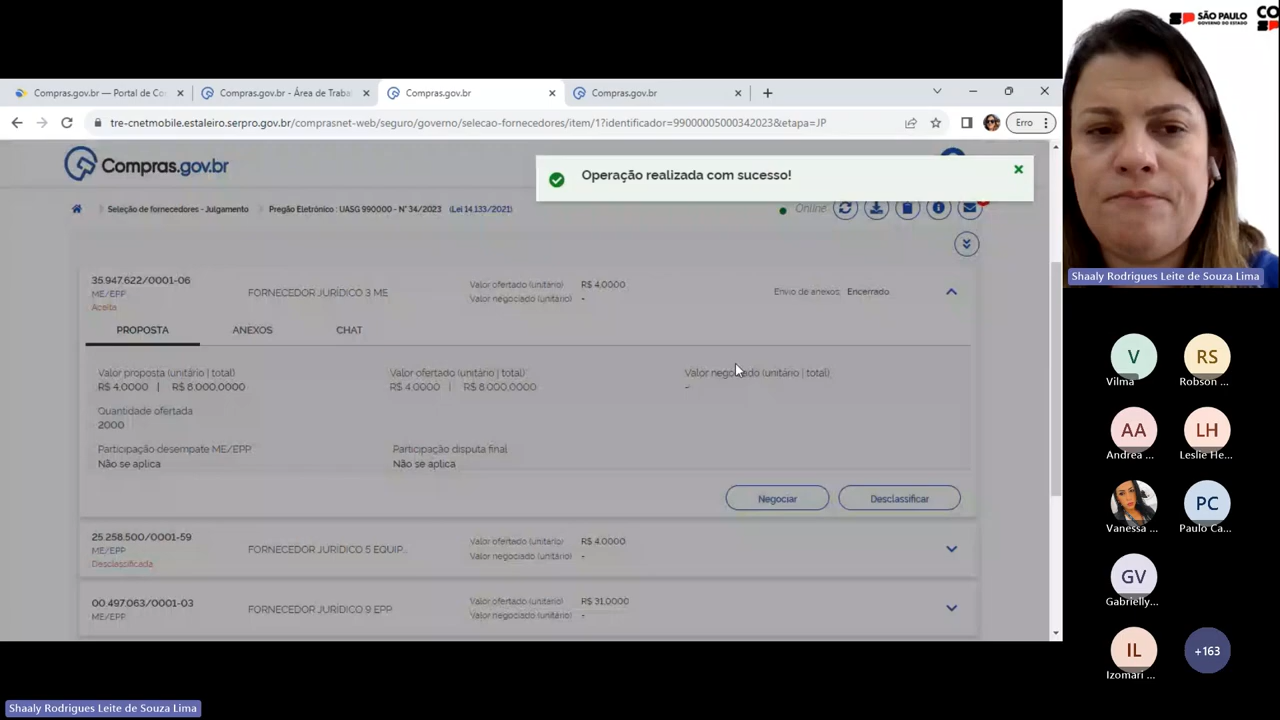 SÃO PAULO
GOVERNO DO ESTADO
CO
SP
Compras.gov.br — Portal de Co
Compras.gov.br - Área de Traba
Compras.gov.br
Compras.gov.br
tre-cnetmobile.estaleiro.serpro.gov.br/comprasnet-web/seguro/governo/selecao-fornecedores/item/1?identificador=99000005000342023&etapa=JP
Erro
Compras.gov.br
Operação realizada com sucesso!
Seleção de fornecedores - Julgamento
Pregão Eletrônico : UASG 990000 - N° 34/2023
(Lei 14.133/2021)
Online
35.947.622/0001-06
ME/EPP
Aceita
FORNECEDOR JURÍDICO 3 ME
Valor ofertado (unitário) R$ 4,0000
Valor negociado (unitário) -
Envio de anexos: Encerrado
PROPOSTA
ANEXOS
CHAT
Valor proposta (unitário | total)
R$ 4,0000 | R$ 8.000,0000
Valor ofertado (unitário | total)
R$ 4,0000 | R$ 8.000,0000
Valor negociado (unitário | total)
-
Quantidade ofertada
2000
Participação desempate ME/EPP
Não se aplica
Participação disputa final
Não se aplica
Negociar
Desclassificar
25.258.500/0001-59
ME/EPP
Desclassificada
FORNECEDOR JURÍDICO 5 EQUIP...
Valor ofertado (unitário) R$ 4,0000
Valor negociado (unitário) -
00.497.063/0001-03
ME/EPP
FORNECEDOR JURÍDICO 9 EPP
Valor ofertado (unitário) R$ 31,0000
Valor negociado (unitário) -
Shaaly Rodrigues Leite de Souza Lima
V
Vilma
RS
Robson ...
AA
Andrea ...
LH
Leslie He...
Vanessa ...
PC
Paulo Ca...
GV
Gabrielly...
IL
Izomari ...
+163
Shaaly Rodrigues Leite de Souza Lima